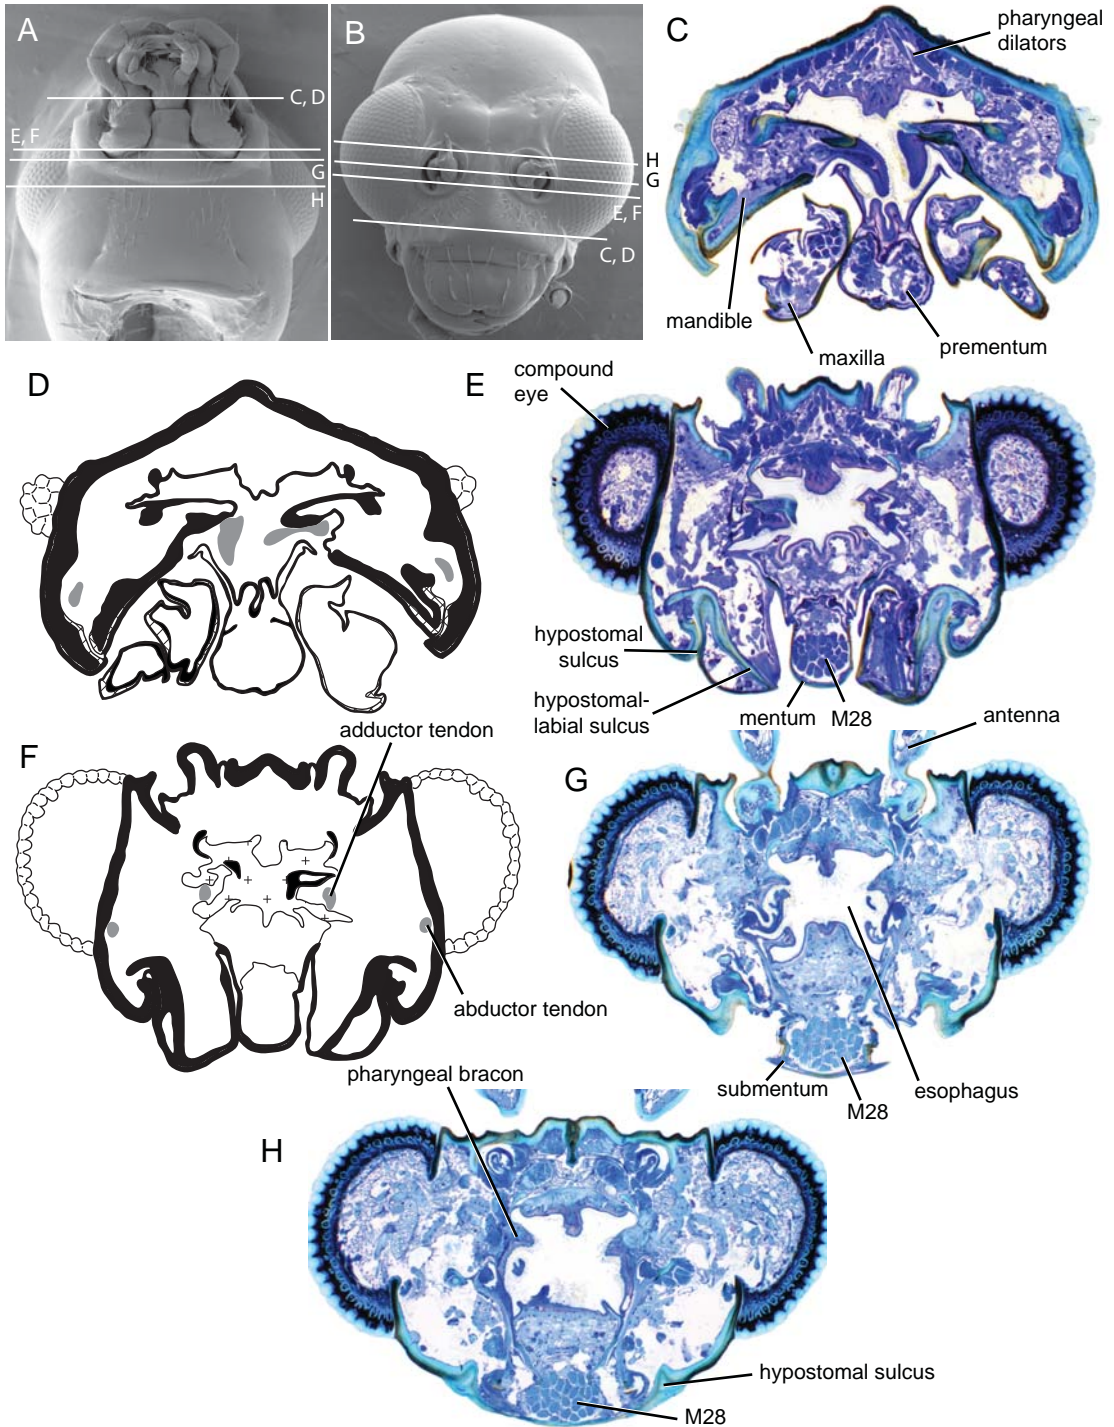 A
C, D
E, F
G
H
B
H
G
E, F
C, D
C
pharyngeal
dilators
mandible
maxilla
prementum
D
E
compound
eye
hypostomal
sulcus
hypostomal-
labial sulcus
mentum
M28
F
adductor tendon
abductor tendon
G
antenna
submentum
M28
esophagus
H
pharyngeal bracon
hypostomal sulcus
M28